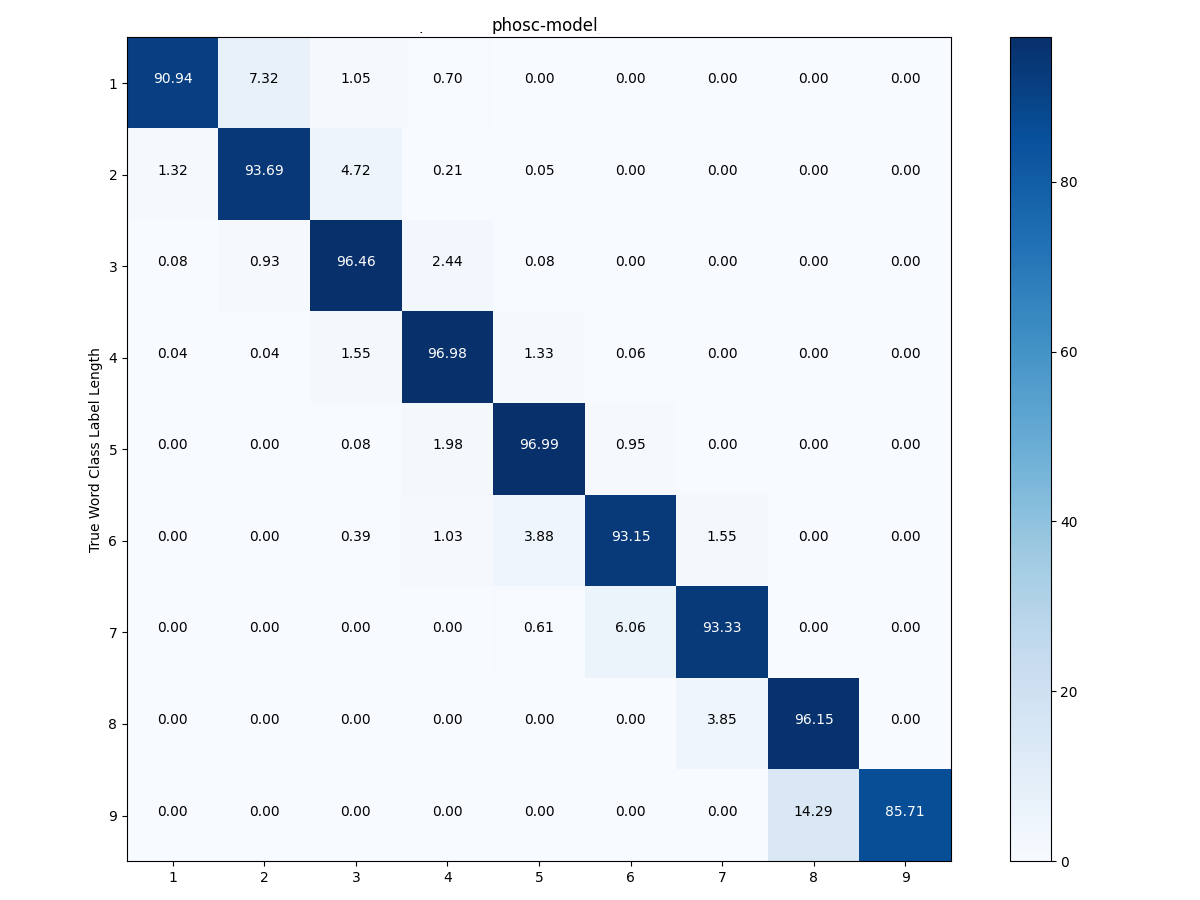 phosc-model
1 90.94 7.32 1.05 0.70 0.00 0.00 0.00 0.00 0.00
2 1.32 93.69 4.72 0.21 0.05 0.00 0.00 0.00 0.00 80
3 0.08 0.93 96.46 2.44 0.08 0.00 0.00 0.00 0.00
4 0.04 0.04 1.55 96.98 1.33 0.06 0.00 0.00 0.00 60
True Word Class Label Length
5 0.00 0.00 0.08 1.98 96.99 0.95 0.00 0.00 0.00
6 0.00 0.00 0.39 1.03 3.88 93.15 1.55 0.00 0.00 40
7 0.00 0.00 0.00 0.00 0.61 6.06 93.33 0.00 0.00
8 0.00 0.00 0.00 0.00 0.00 0.00 3.85 96.15 0.00 20
9 0.00 0.00 0.00 0.00 0.00 0.00 0.00 14.29 85.71
0
1 2 3 4 5 6 7 8 9